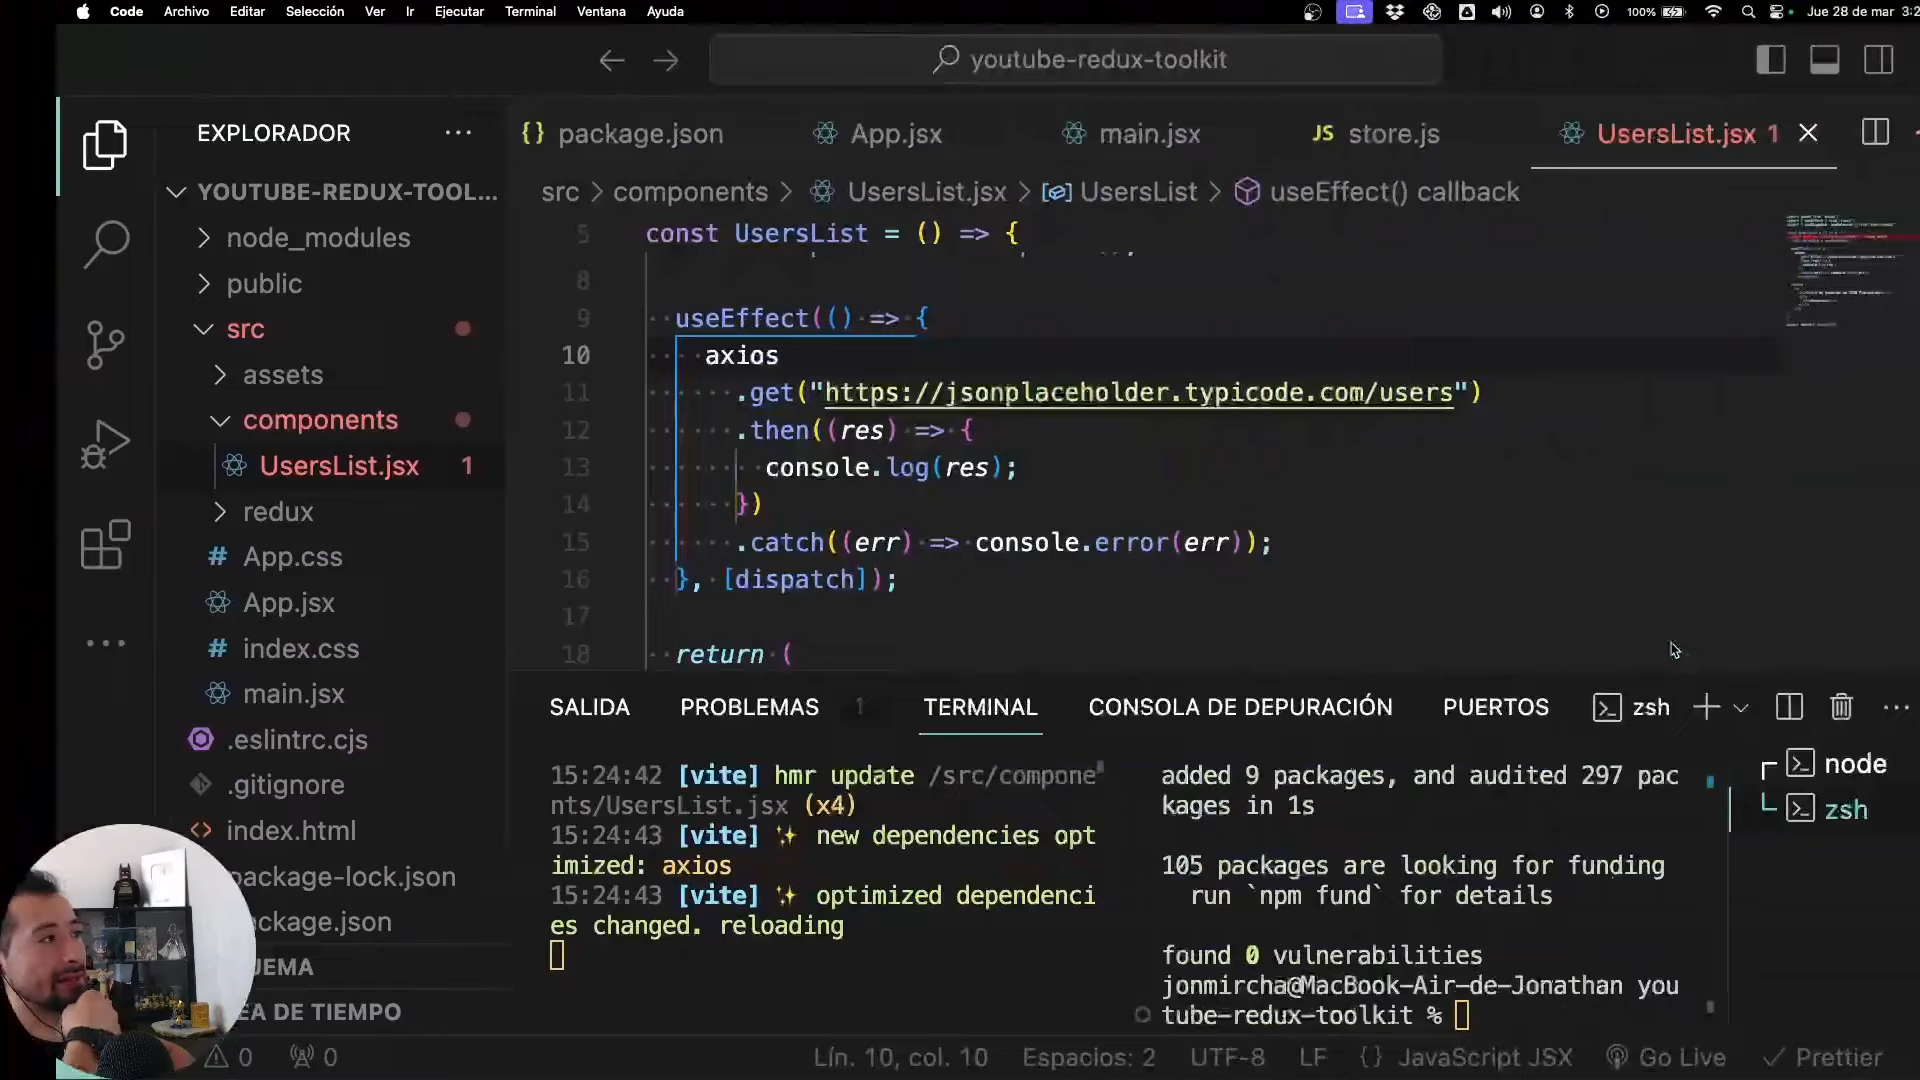 Code Archivo Editar Selección Ver Ir Ejecutar Terminal Ventana Ayuda 100% Jue 28 de mar 3:2
youtube-redux-toolkit
EXPLORADOR
YOUTUBE-REDUX-TOOL...
node_modules
public
src
assets
components
UsersList.jsx 1
redux
# App.css
App.jsx
# index.css
main.jsx
.eslintrc.cjs
.gitignore
<> index.html
package-lock.json
ackage.json
UEMA
EA DE TIEMPO
{} package.json App.jsx main.jsx JS store.js UsersList.jsx 1
src > components > UsersList.jsx > UsersList > useEffect() callback
5 const UsersList = () => {
8
9 useEffect(() => {
10 axios
11 .get("https://jsonplaceholder.typicode.com/users")
12 .then((res) => {
13 console.log(res);
14 })
15 .catch((err) => console.error(err));
16 }, [dispatch]);
17
18 return (
SALIDA PROBLEMAS 1 TERMINAL CONSOLA DE DEPURACIÓN PUERTOS zsh
15:24:42 [vite] hmr update /src/compone
nts/UsersList.jsx (x4)
15:24:43 [vite] ✨ new dependencies opt
imized: axios
15:24:43 [vite] ✨ optimized dependenci
es changed. reloading
added 9 packages, and audited 297 pac
kages in 1s
105 packages are looking for funding
run `npm fund` for details
found 0 vulnerabilities
jonmircha@MacBook-Air-de-Jonathan you
tube-redux-toolkit %
node
zsh
0 0 Lín. 10, col. 10 Espacios: 2 UTF-8 LF {} JavaScript JSX Go Live Prettier